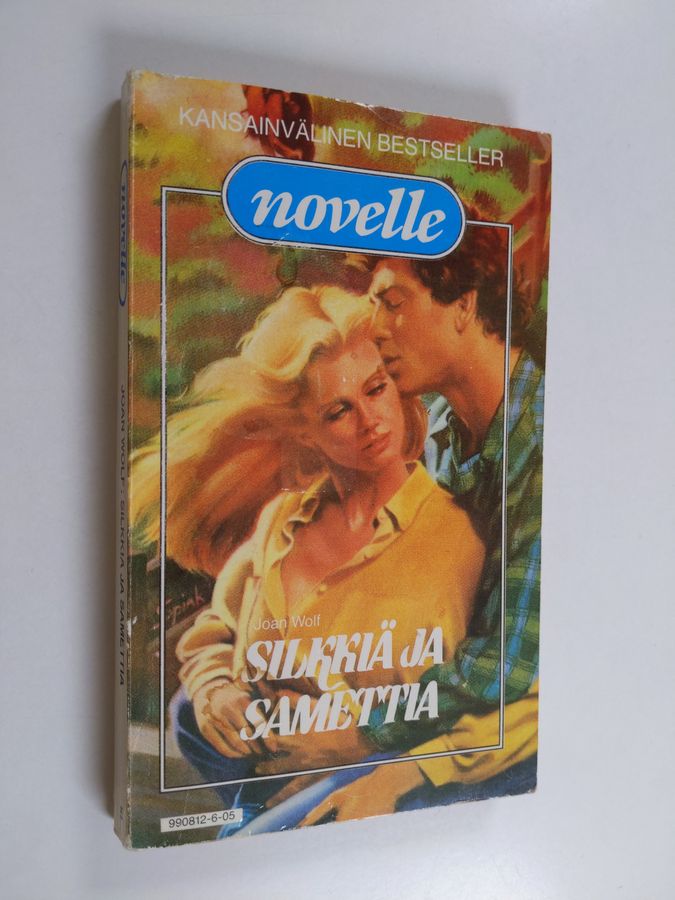 KANSAINVÄLINEN BESTSELLER
novelle
Joan Wolf
SILKKIÄ JA
SAMETTIA
990812-6-05
novelle
JOAN WOLF: SILKKIÄ JA SAMETTIA